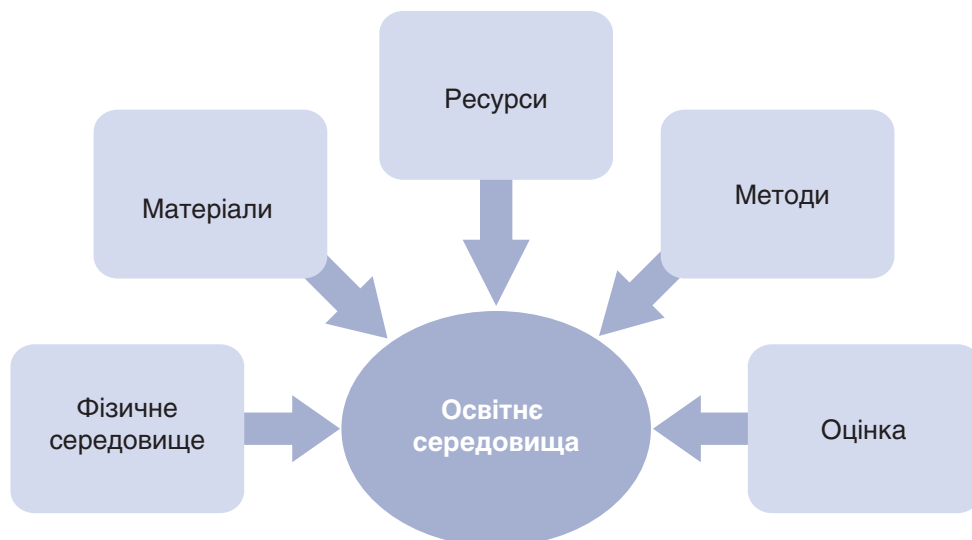 Ресурси
Матеріали
Методи
Фізичне
середовище
Освітнє
середовища
Оцінка